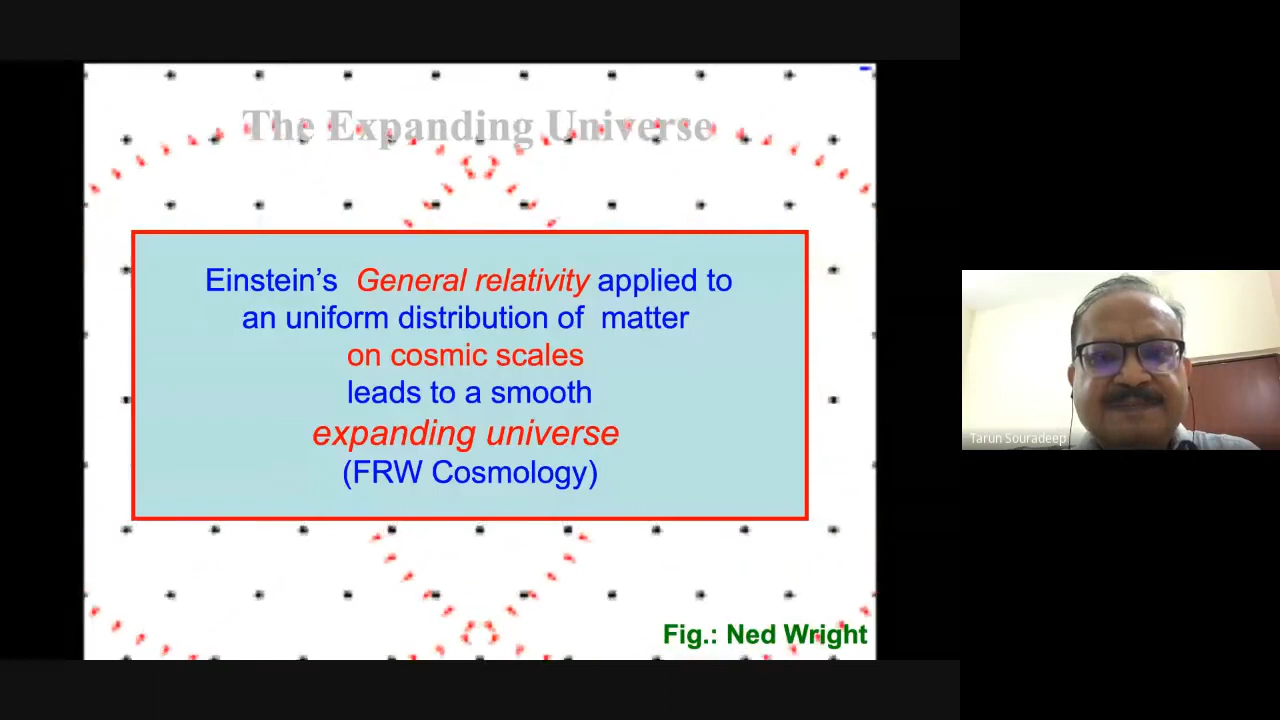 The Expanding Universe
Einstein's General relativity applied to
an uniform distribution of matter
on cosmic scales
leads to a smooth
expanding universe
(FRW Cosmology)
Fig.: Ned Wright
Tarun Souradeep